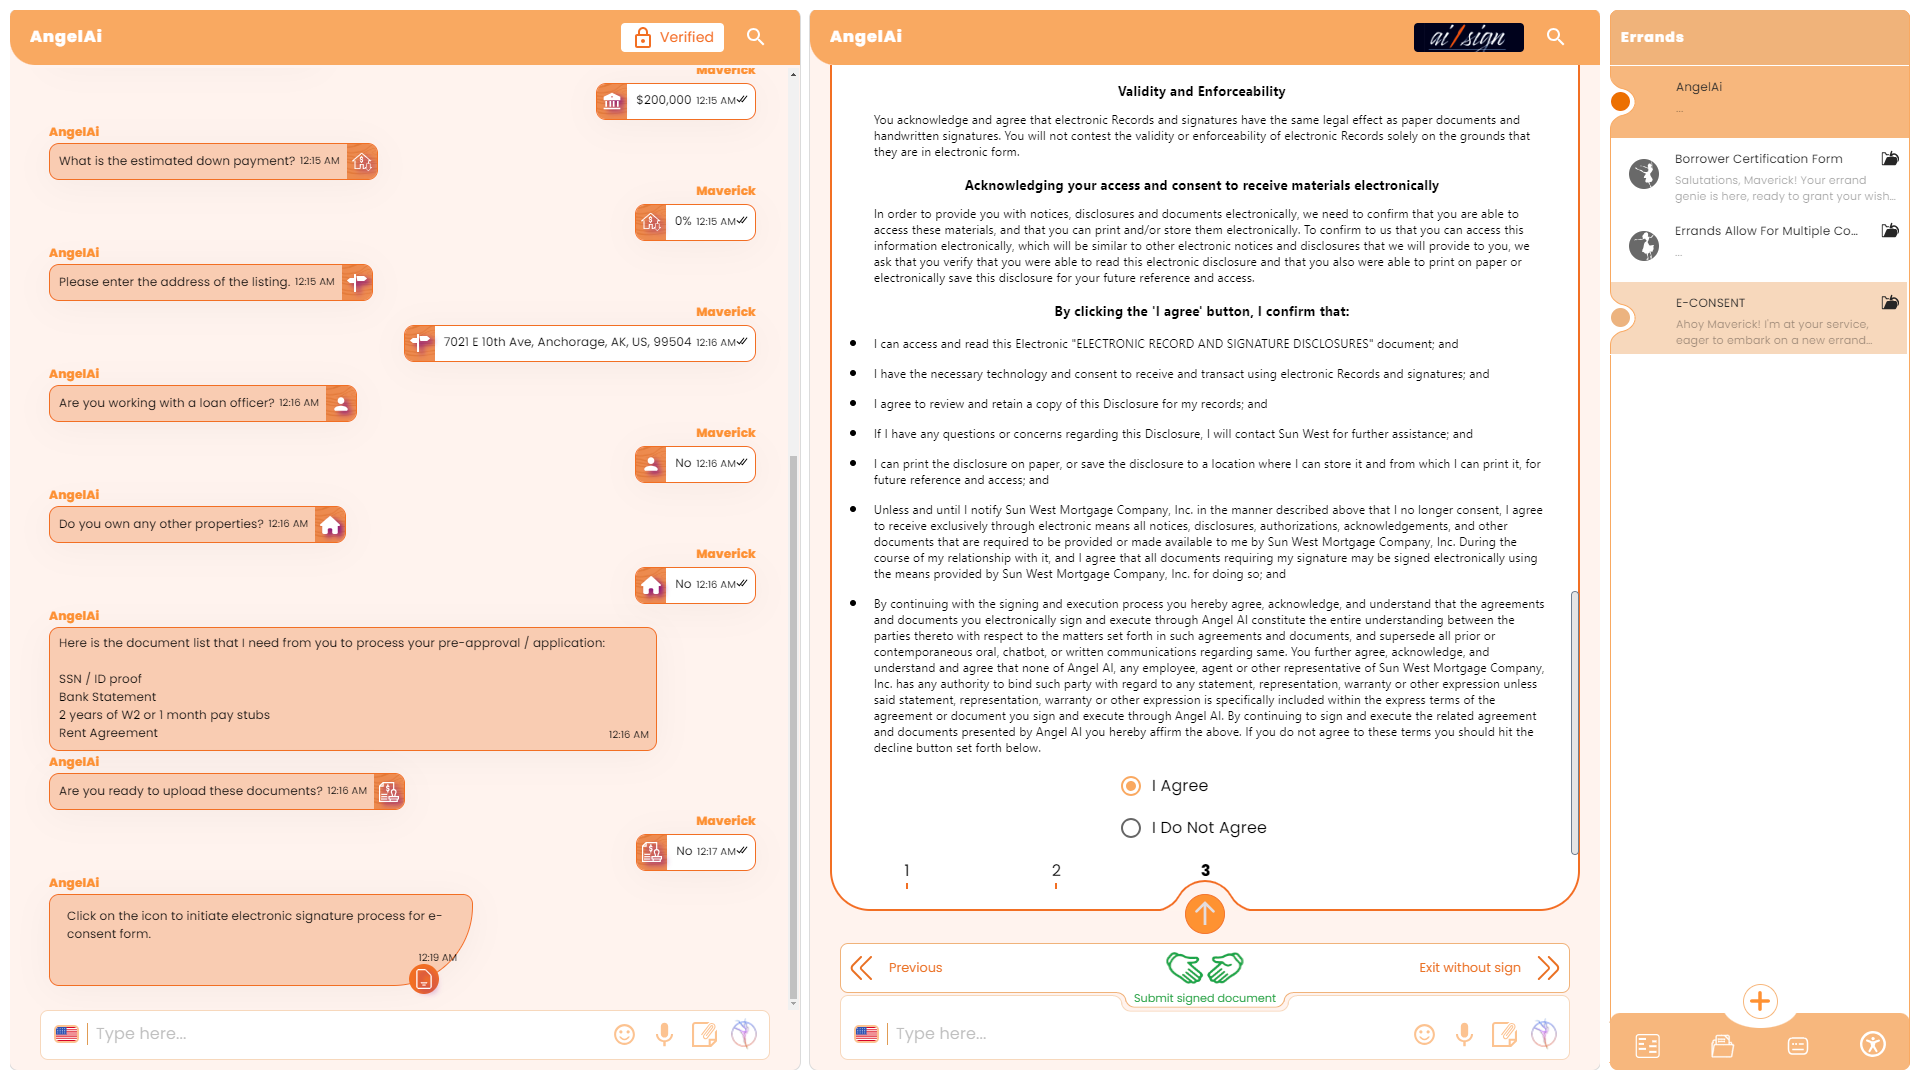 AngelAi
Verified
Maverick
$200,000 12:15 AM
AngelAi
What is the estimated down payment? 12:15 AM
Maverick
0% 12:15 AM
AngelAi
Please enter the address of the listing. 12:15 AM
Maverick
7021 E 10th Ave, Anchorage, AK, US, 99504 12:16 AM
AngelAi
Are you working with a loan officer? 12:16 AM
Maverick
No 12:16 AM
AngelAi
Do you own any other properties? 12:16 AM
Maverick
No 12:16 AM
AngelAi
Here is the document list that I need from you to process your pre-approval / application:
SSN / ID proof
Bank Statement
2 years of W2 or 1 month pay stubs
Rent Agreement
12:16 AM
AngelAi
Are you ready to upload these documents? 12:16 AM
Maverick
No 12:17 AM
AngelAi
Click on the icon to initiate electronic signature process for e-
consent form.
12:19 AM
Type here...
AngelAi
ai/sign
Validity and Enforceability
You acknowledge and agree that electronic Records and signatures have the same legal effect as paper documents and
handwritten signatures. You will not contest the validity or enforceability of electronic Records solely on the grounds that
they are in electronic form.
Acknowledging your access and consent to receive materials electronically
In order to provide you with notices, disclosures and documents electronically, we need to confirm that you are able to
access these materials, and that you can print and/or store them electronically. To confirm to us that you can access this
information electronically, which will be similar to other electronic notices and disclosures that we will provide to you, we
ask that you verify that you were able to read this electronic disclosure and that you also were able to print on paper or
electronically save this disclosure for your future reference and access.
By clicking the 'I agree' button, I confirm that:
I can access and read this Electronic "ELECTRONIC RECORD AND SIGNATURE DISCLOSURES" document; and
I have the necessary technology and consent to receive and transact using electronic Records and signatures; and
I agree to review and retain a copy of this Disclosure for my records; and
If I have any questions or concerns regarding this Disclosure, I will contact Sun West for further assistance; and
I can print the disclosure on paper, or save the disclosure to a location where I can store it and from which I can print it, for
future reference and access; and
Unless and until I notify Sun West Mortgage Company, Inc. in the manner described above that I no longer consent, I agree
to receive exclusively through electronic means all notices, disclosures, authorizations, acknowledgements, and other
documents that are required to be provided or made available to me by Sun West Mortgage Company, Inc. During the
course of my relationship with it, and I agree that all documents requiring my signature may be signed electronically using
the means provided by Sun West Mortgage Company, Inc. for doing so; and
By continuing with the signing and execution process you hereby agree, acknowledge, and understand that the agreements
and documents you electronically sign and execute through Angel AI constitute the entire understanding between the
parties thereto with respect to the matters set forth in such agreements and documents, and supersede all prior or
contemporaneous oral, chatbot, or written communications regarding same. You further agree, acknowledge, and
understand and agree that none of Angel AI, any employee, agent or other representative of Sun West Mortgage Company,
Inc. has any authority to bind such party with regard to any statement, representation, warranty or other expression unless
said statement, representation, warranty or other expression is specifically included within the express terms of the
agreement or document you sign and execute through Angel AI. By continuing to sign and execute the related agreement
and documents presented by Angel AI you hereby affirm the above. If you do not agree to these terms you should hit the
decline button set forth below.
I Agree
I Do Not Agree
1 2 3
Previous
Submit signed document
Exit without sign
Type here...
Errands
AngelAi
...
Borrower Certification Form
Salutations, Maverick! Your errand
genie is here, ready to grant your wish...
Errands Allow For Multiple Co...
...
E-CONSENT
Ahoy Maverick! I'm at your service,
eager to embark on a new errand...